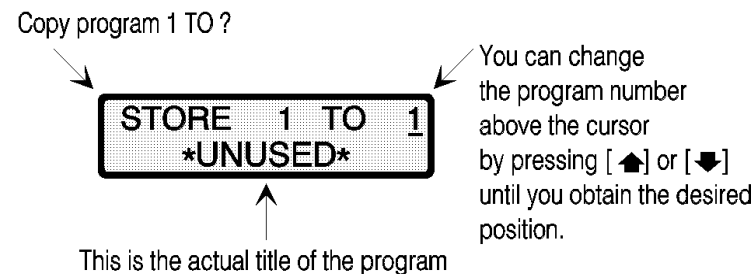 Copy program 1 TO ?
You can change
the program number
above the cursor
by pressing [🡅] or [🡇]
until you obtain the desired
position.
STORE 1 TO 1
*UNUSED*
This is the actual title of the program